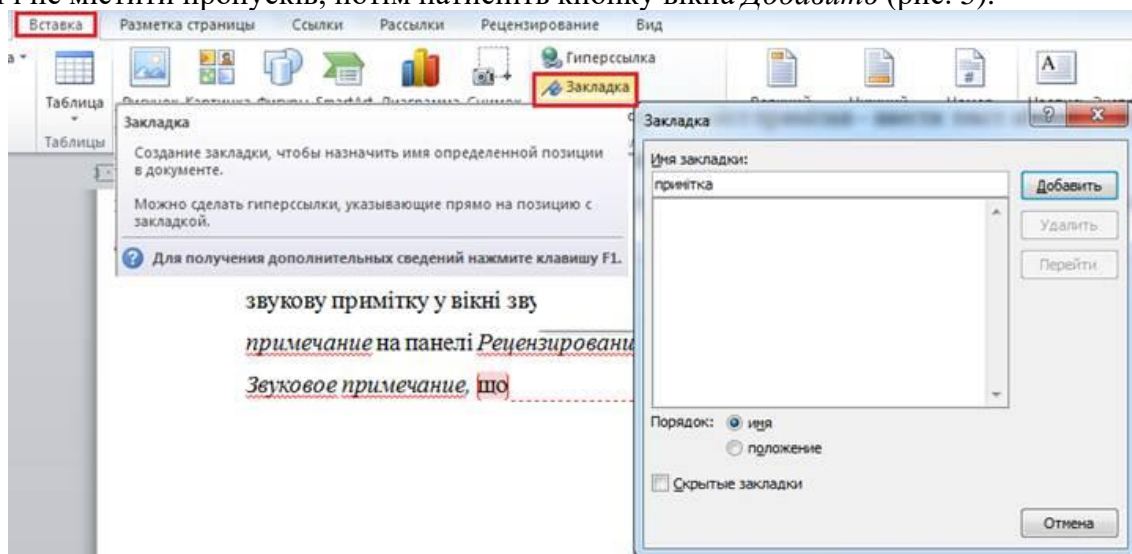 не містити пропусків, потім натисніть кнопку вікна Добавить (рис. 3).
Вставка Разметка страницы Ссылки Рассылки Рецензирование Вид
Гиперссылка
Закладка
Таблица
Таблицы
A
Закладка
Создание закладки, чтобы назначить имя определенной позиции
в документе.
Можно сделать гиперссылки, указывающие прямо на позицию с
закладкой.
Для получения дополнительных сведений нажмите клавишу F1.
Закладка
Имя закладки:
примітка
Добавить
Удалить
Перейти
Порядок: имя
положение
Скрытые закладки
Отмена
звукову примітку у вікні зву
примечание на панелі Рецензировани
Звуковое примечание, що